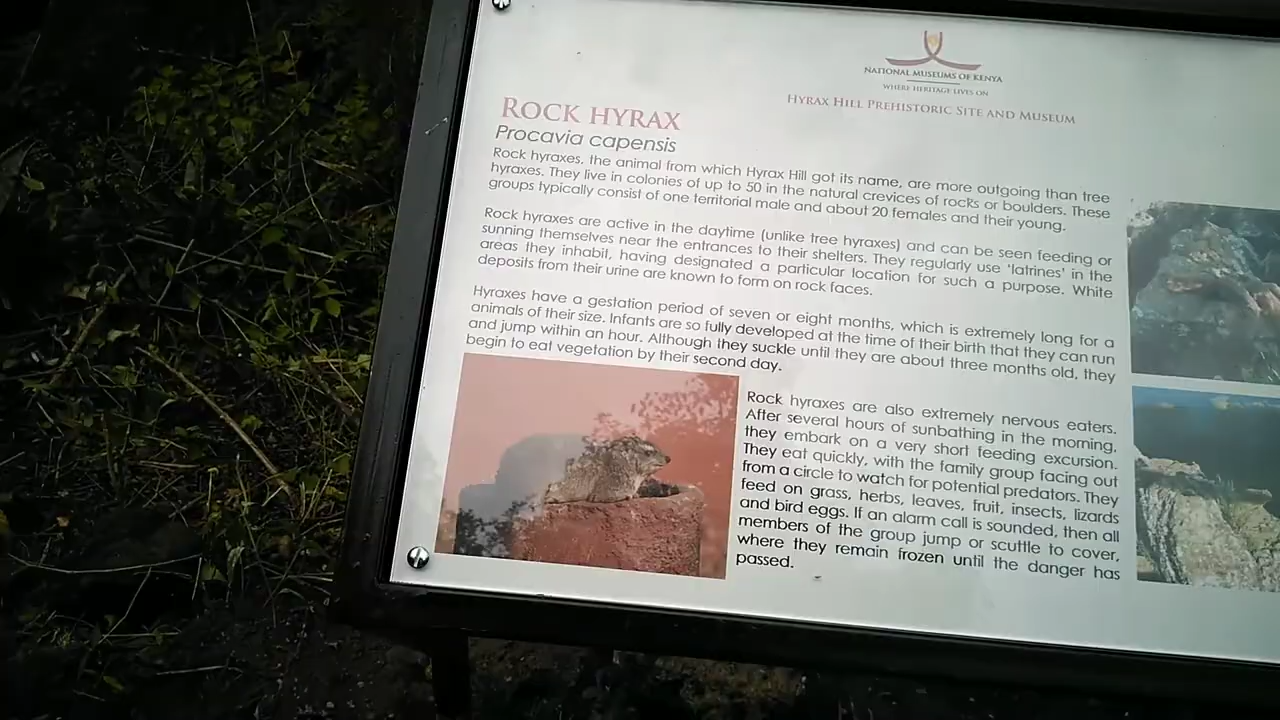 NATIONAL MUSEUMS OF KENYA
WHERE HERITAGE LIVES ON
HYRAX HILL PREHISTORIC SITE AND MUSEUM
ROCK HYRAX
Procavia capensis
Rock hyraxes, the animal from which Hyrax Hill got its name, are more outgoing than tree
hyraxes. They live in colonies of up to 50 in the natural crevices of rocks or boulders. These
groups typically consist of one territorial male and about 20 females and their young.
Rock hyraxes are active in the daytime (unlike tree hyraxes) and can be seen feeding or
sunning themselves near the entrances to their shelters. They regularly use 'latrines' in the
areas they inhabit, having designated a particular location for such a purpose. White
deposits from their urine are known to form on rock faces.
Hyraxes have a gestation period of seven or eight months, which is extremely long for a
animals of their size. Infants are so fully developed at the time of their birth that they can run
and jump within an hour. Although they suckle until they are about three months old, they
begin to eat vegetation by their second day.
Rock hyraxes are also extremely nervous eaters.
After several hours of sunbathing in the morning,
they embark on a very short feeding excursion.
They eat quickly, with the family group facing out
from a circle to watch for potential predators. They
feed on grass, herbs, leaves, fruit, insects, lizards
and bird eggs. If an alarm call is sounded, then all
members of the group jump or scuttle to cover,
where they remain frozen until the danger has
passed.